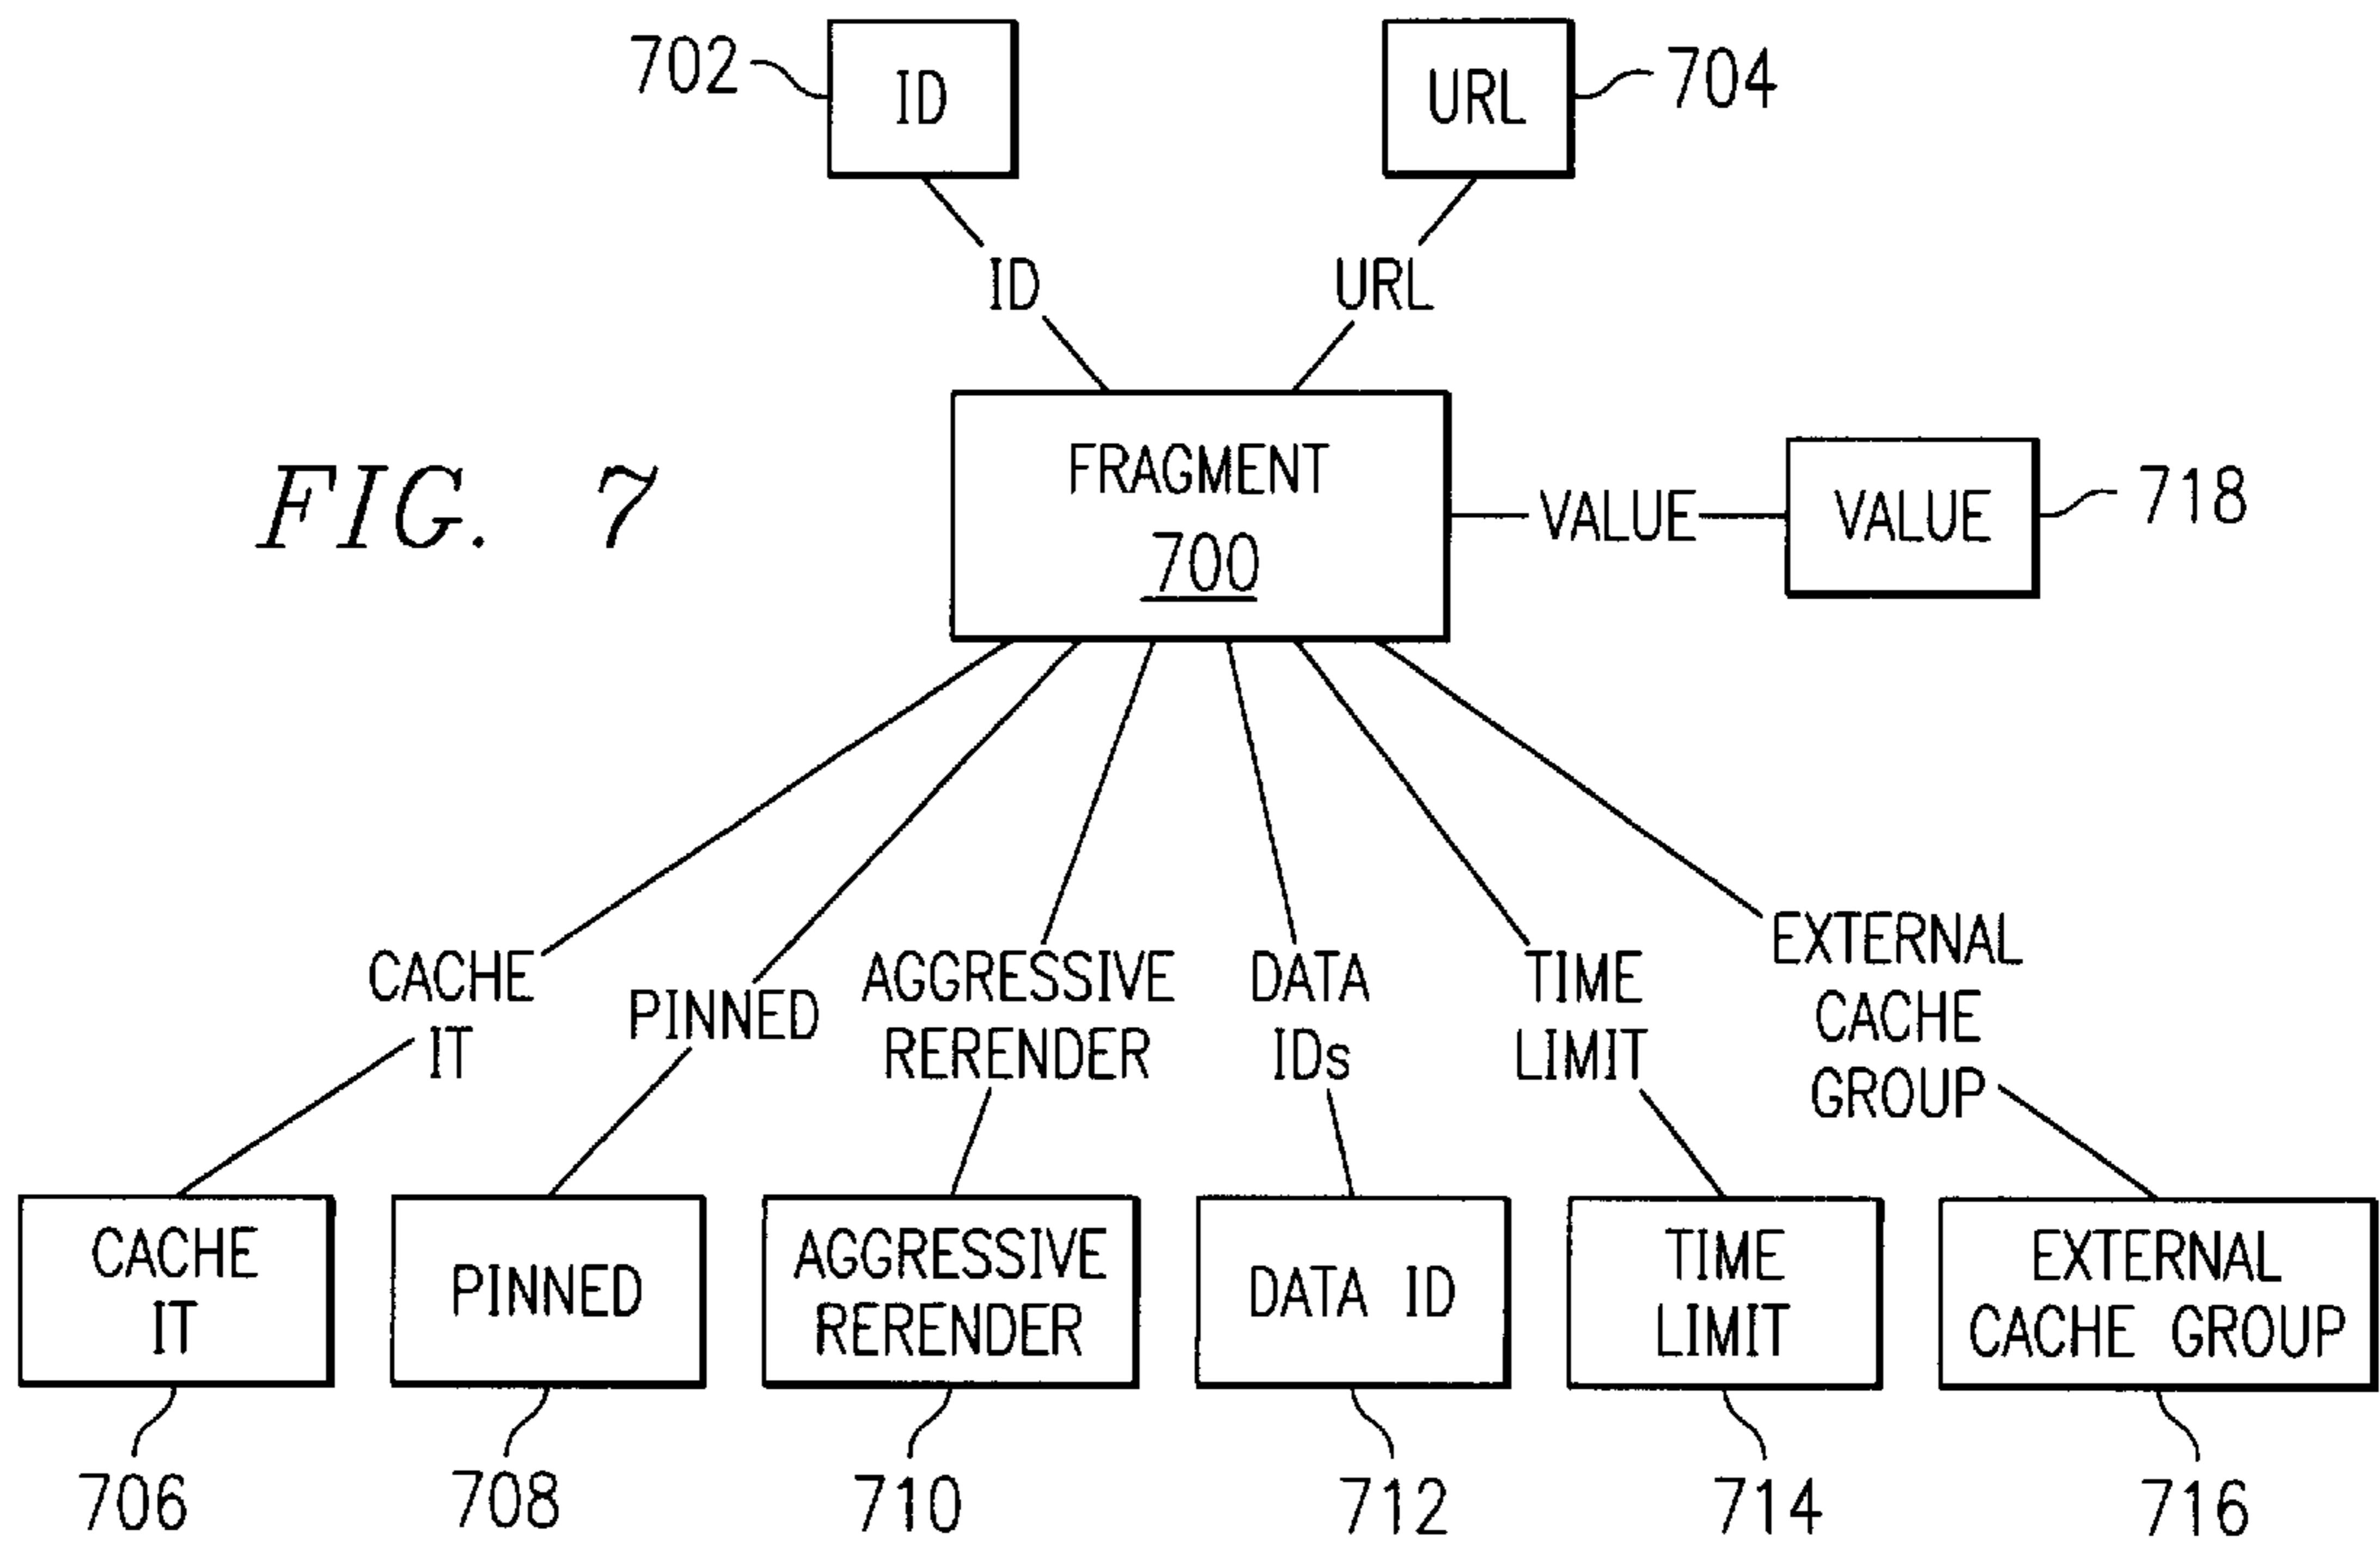 702
ID
URL
704
ID
URL
FIG. 7
FRAGMENT
700
VALUE
VALUE
718
CACHE
IT
PINNED
AGGRESSIVE
RERENDER
DATA
IDs
TIME
LIMIT
EXTERNAL
CACHE
GROUP
CACHE
IT
PINNED
AGGRESSIVE
RERENDER
DATA ID
TIME
LIMIT
EXTERNAL
CACHE GROUP
706
708
710
712
714
716